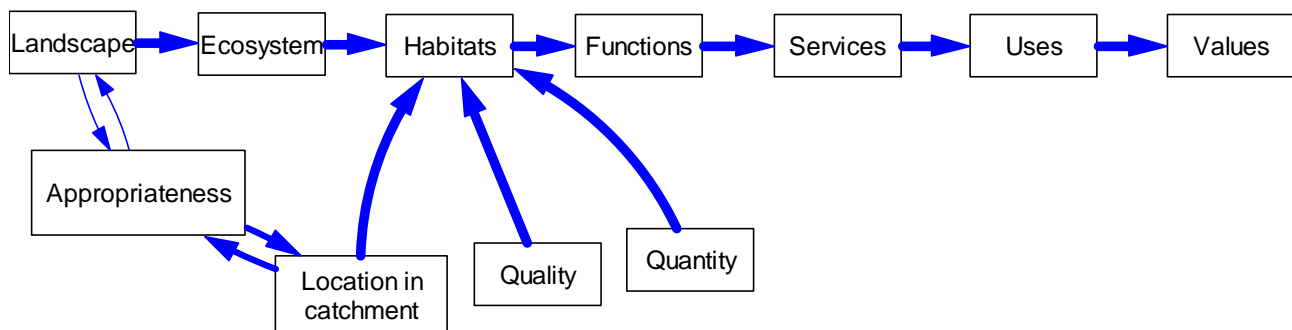 Landscape
Ecosystem
Habitats
Functions
Services
Uses
Values
Appropriateness
Location in
catchment
Quality
Quantity